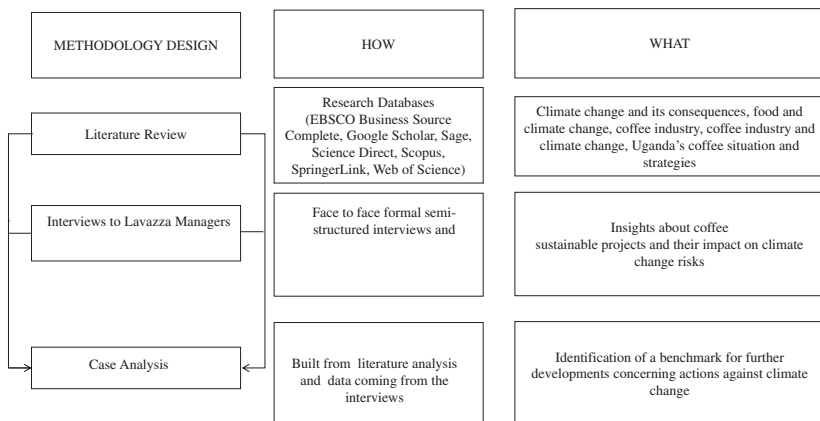 METHODOLOGY DESIGN
HOW
WHAT
Literature Review
Research Databases
(EBSCO Business Source
Complete, Google Scholar, Sage,
Science Direct, Scopus,
SpringerLink, Web of Science)
Climate change and its consequences, food and
climate change, coffee industry, coffee industry and
climate change, Uganda's coffee situation and
strategies
Interviews to Lavazza Managers
Face to face formal semi-
structured interviews and
Insights about coffee
sustainable projects and their impact on climate
change risks
Case Analysis
Built from literature analysis
and data coming from the
interviews
Identification of a benchmark for further
developments concerning actions against climate
change